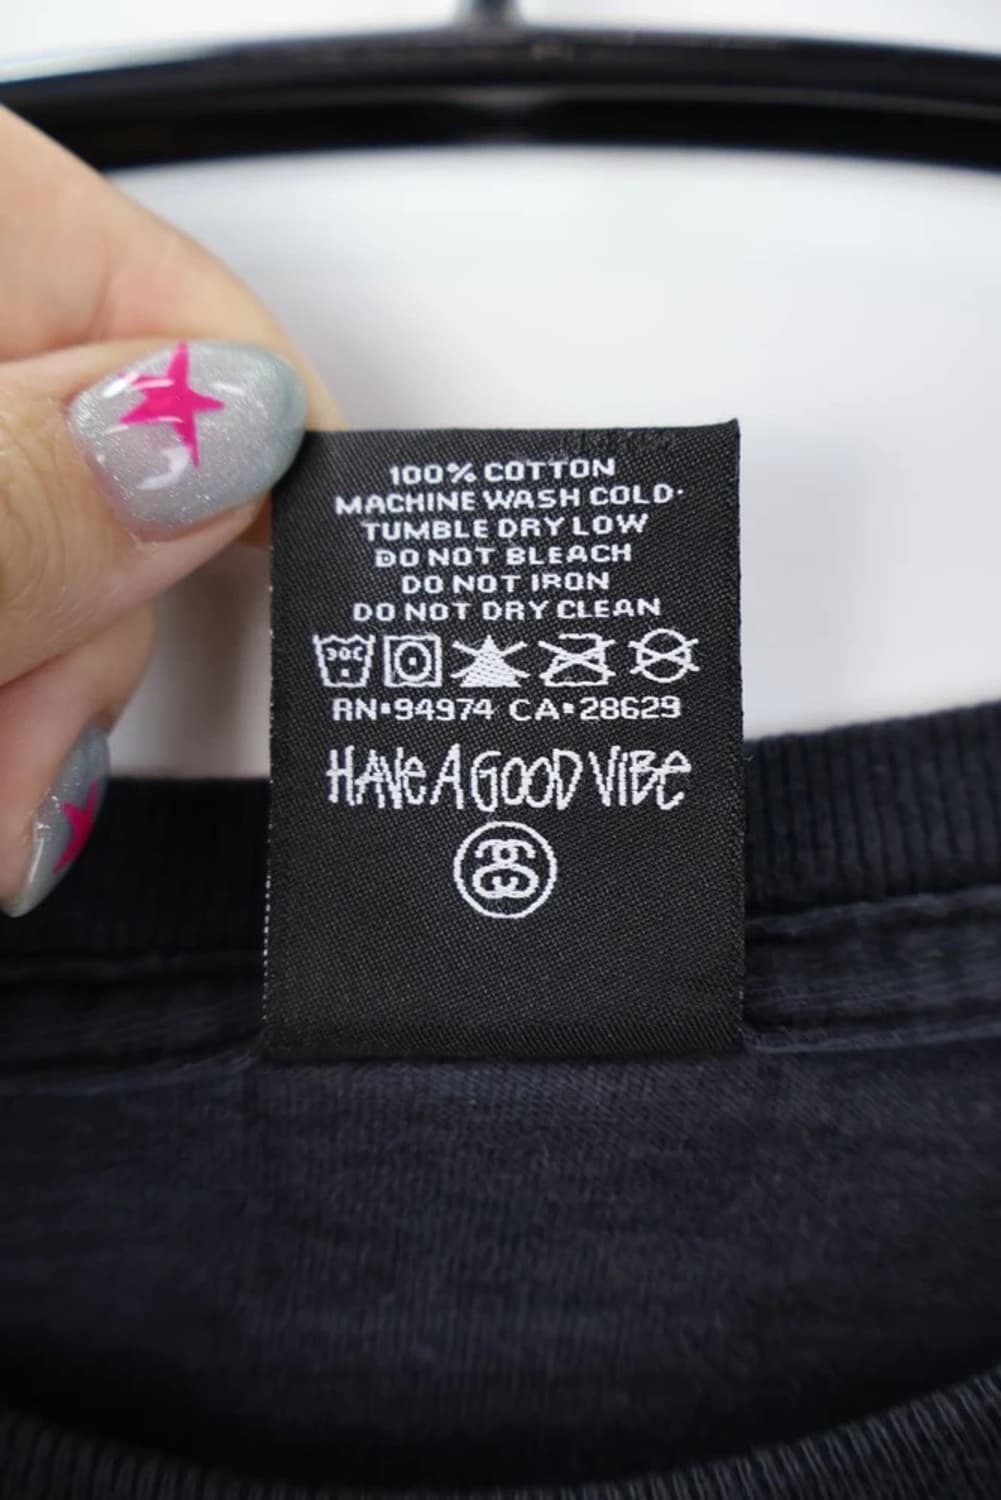 100% COTTON
MACHINE WASH COLD
TUMBLE DRY LOW
DO NOT BLEACH
DO NOT IRON
DO NOT DRY CLEAN
30C
RN•94974 CA•28629
HAVE A GOOD VIBE